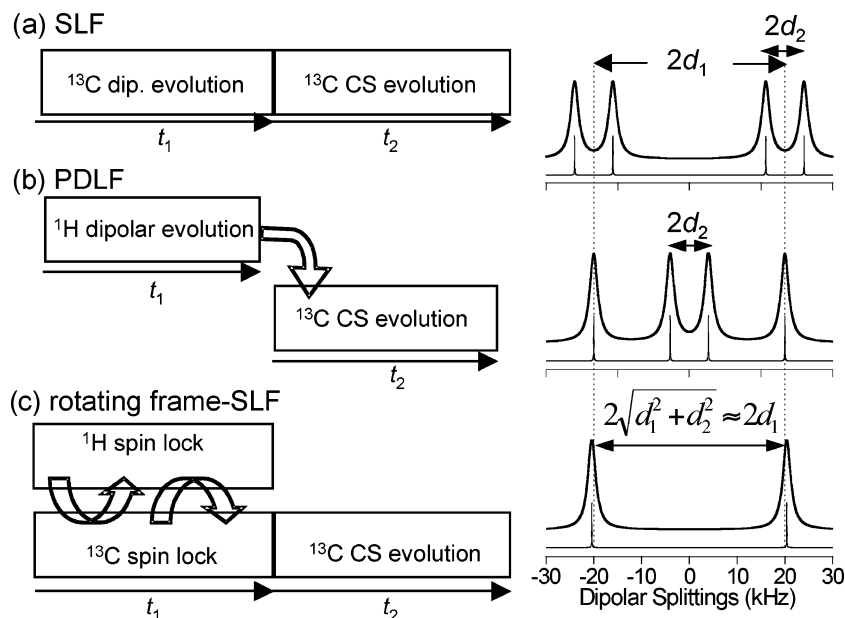 (a) SLF
¹³C dip. evolution
¹³C CS evolution
t₁
t₂
2d₂
2d₁
(b) PDLF
¹H dipolar evolution
t₁
¹³C CS evolution
t₂
2d₂
(c) rotating frame-SLF
¹H spin lock
¹³C spin lock
¹³C CS evolution
t₁
t₂
2√(d₁² + d₂²) ≈ 2d₁
-30 -20 -10 0 10 20 30
Dipolar Splittings (kHz)